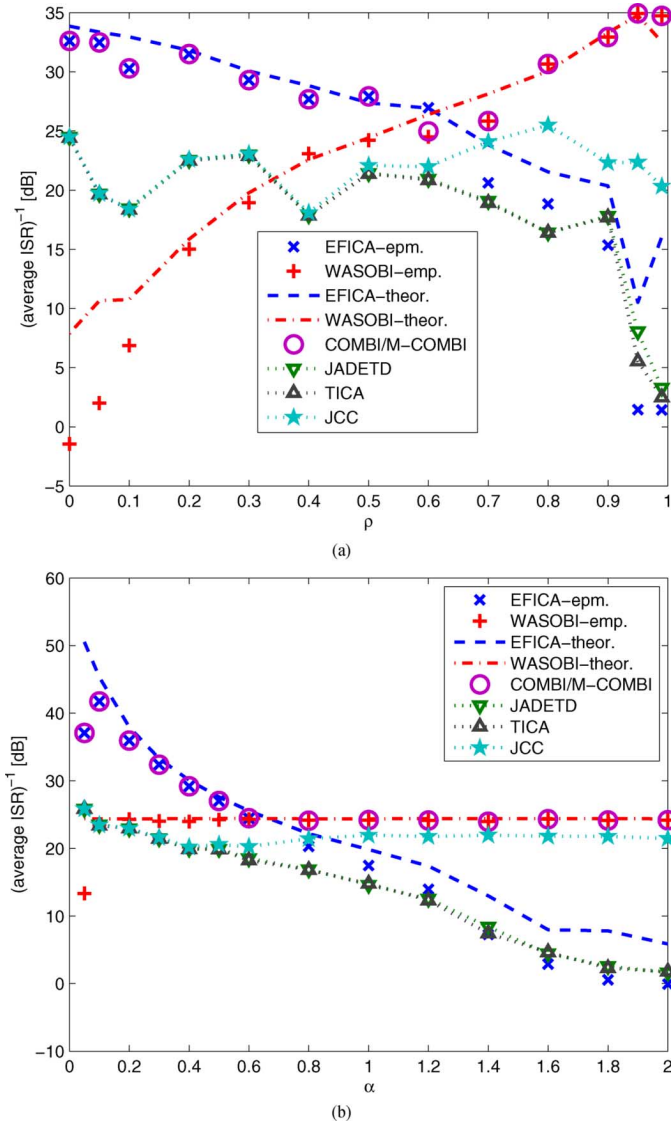 35
30
25
20
15
10
5
0
−5
(average ISR)⁻¹ [dB]
EFICA-epm.
WASOBI-emp.
EFICA-theor.
WASOBI-theor.
COMBI/M-COMBI
JADETD
TICA
JCC
0 0.1 0.2 0.3 0.4 0.5 0.6 0.7 0.8 0.9 1
ρ
(a)
60
50
40
30
20
10
0
−10
(average ISR)⁻¹ [dB]
EFICA-epm.
WASOBI-emp.
EFICA-theor.
WASOBI-theor.
COMBI/M-COMBI
JADETD
TICA
JCC
0 0.2 0.4 0.6 0.8 1 1.2 1.4 1.6 1.8 2
α
(b)